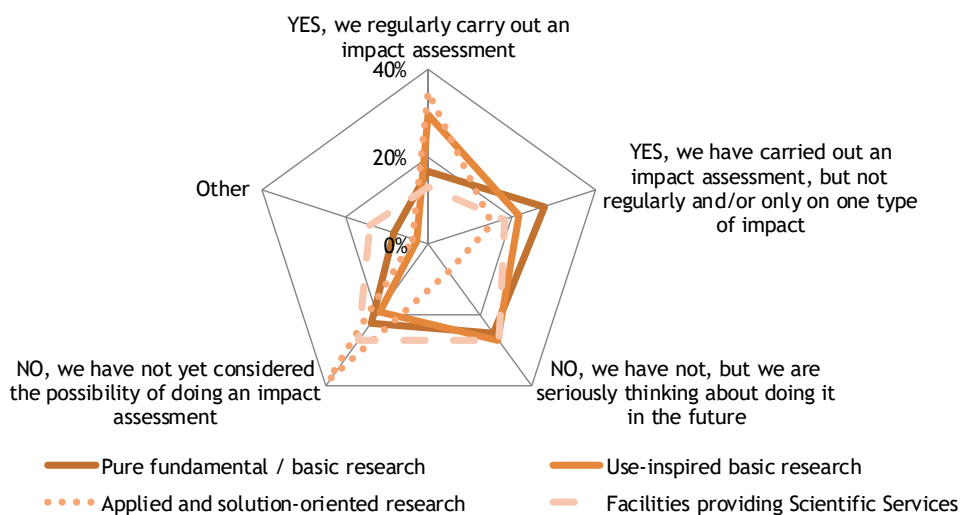 YES, we regularly carry out an
impact assessment
40%
YES, we have carried out an
impact assessment, but not
regularly and/or only on one type
of impact
20%
Other
0%
NO, we have not yet considered
the possibility of doing an impact
assessment
NO, we have not, but we are
seriously thinking about doing it
in the future
Pure fundamental / basic research
Use-inspired basic research
Applied and solution-oriented research
Facilities providing Scientific Services